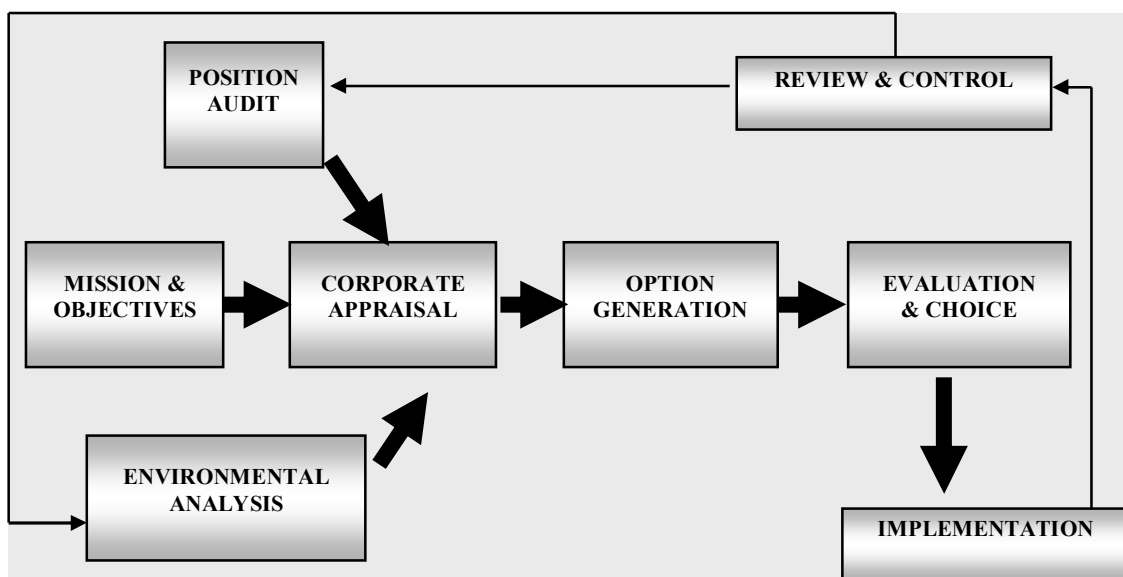 POSITION
AUDIT
REVIEW & CONTROL
MISSION &
OBJECTIVES
CORPORATE
APPRAISAL
OPTION
GENERATION
EVALUATION
& CHOICE
ENVIRONMENTAL
ANALYSIS
IMPLEMENTATION